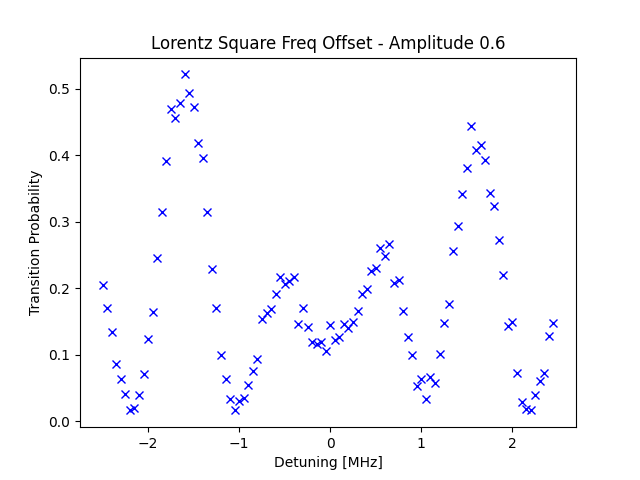 Lorentz Square Freq Offset - Amplitude 0.6
Transition Probability
0.5
0.4
0.3
0.2
0.1
0.0
−2 −1 0 1 2
Detuning [MHz]